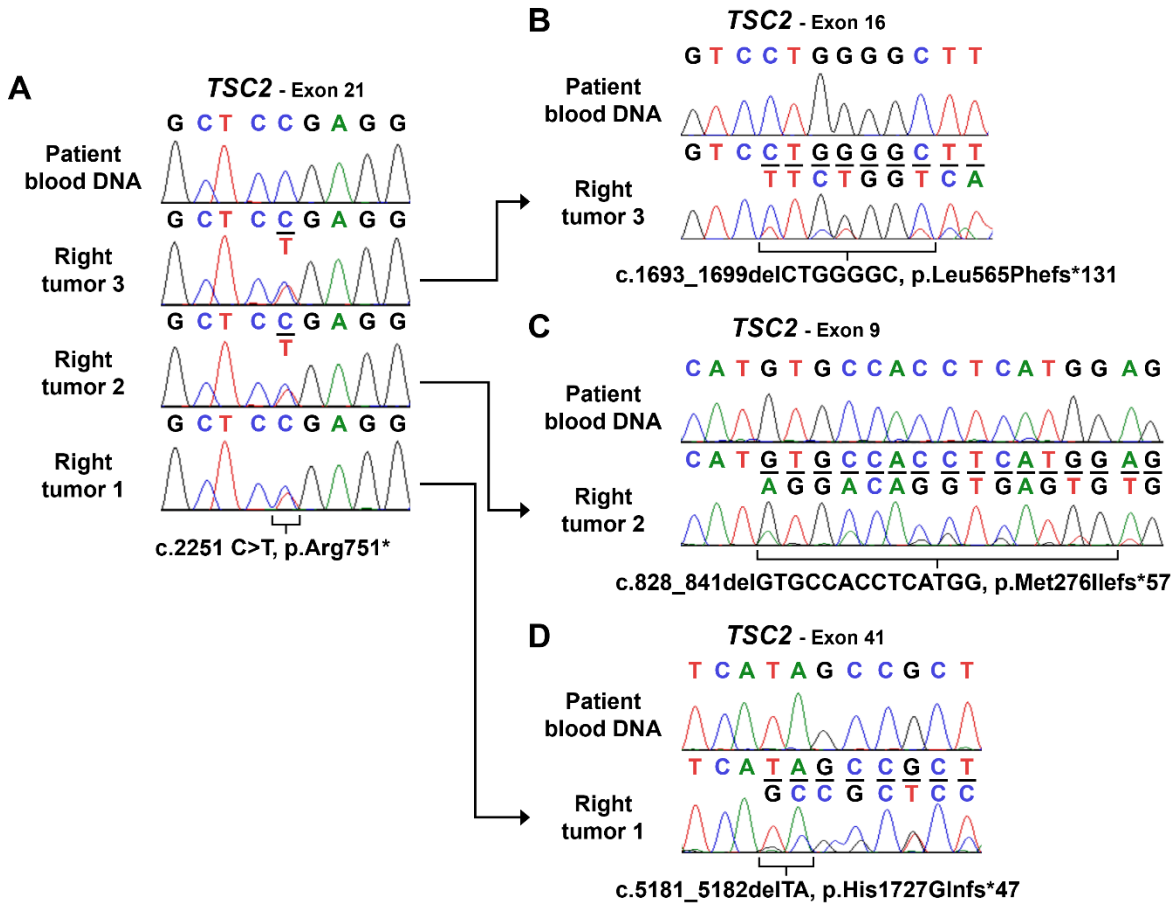 A
TSC2 - Exon 21
G C T C C G A G G
Patient
blood DNA
G C T C C G A G G
T
Right
tumor 3
G C T C C G A G G
T
Right
tumor 2
G C T C C G A G G
Right
tumor 1
c.2251 C>T, p.Arg751*
B
TSC2 - Exon 16
G T C C T G G G G C T T
Patient
blood DNA
G T C C T G G G G C T T
T T C T G G T C A
Right
tumor 3
c.1693_1699delCTGGGGC, p.Leu565Phefs*131
C
TSC2 - Exon 9
C A T G T G C C A C C T C A T G G A G
Patient
blood DNA
C A T G T G C C A C C T C A T G G A G
A G G A C A G G T G A G T G T G
Right
tumor 2
c.828_841delGTGCCACCTCATGG, p.Met276Ilefs*57
D
TSC2 - Exon 41
T C A T A G C C G C T
Patient
blood DNA
T C A T A G C C G C T
G C C G C T C C
Right
tumor 1
c.5181_5182delTA, p.His1727Glnfs*47